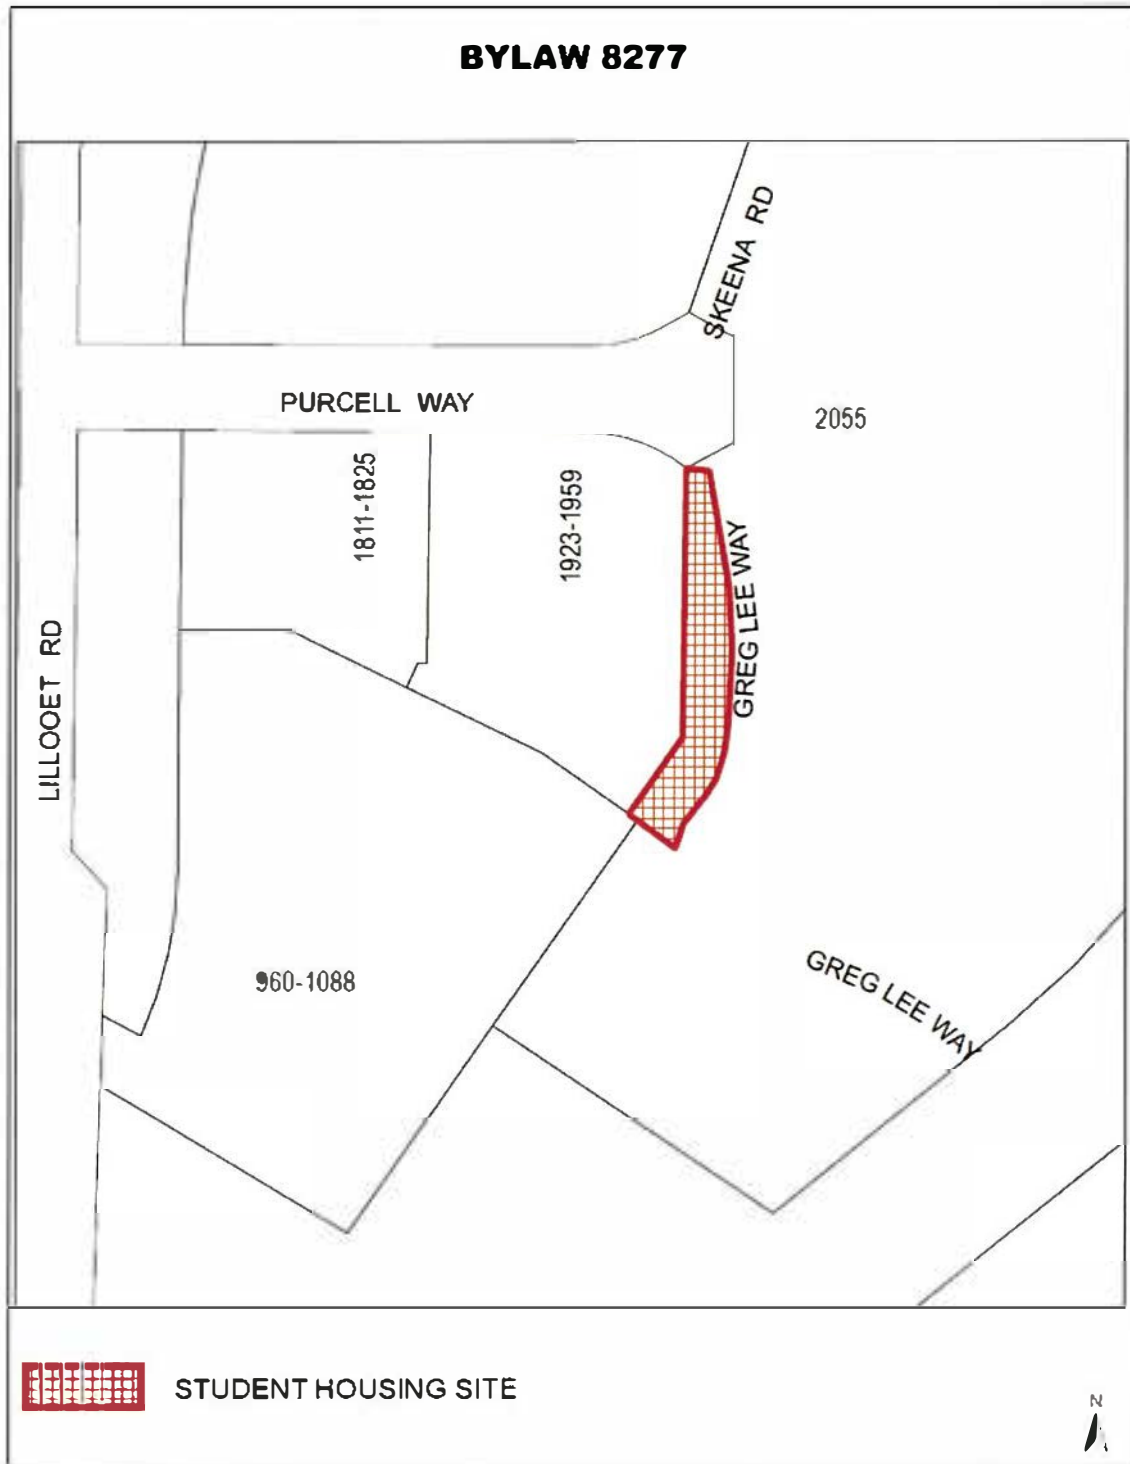 BYLAW 8277
SKEENA RD
PURCELL WAY
2055
1811-1825
1923-1959
GREG LEE WAY
LILLOOET RD
960-1088
GREG LEE WAY
STUDENT HOUSING SITE
N